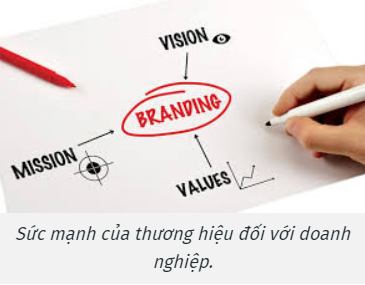 VISION
BRANDING
MISSION
VALUES
Sức mạnh của thương hiệu đối với doanh
nghiệp.